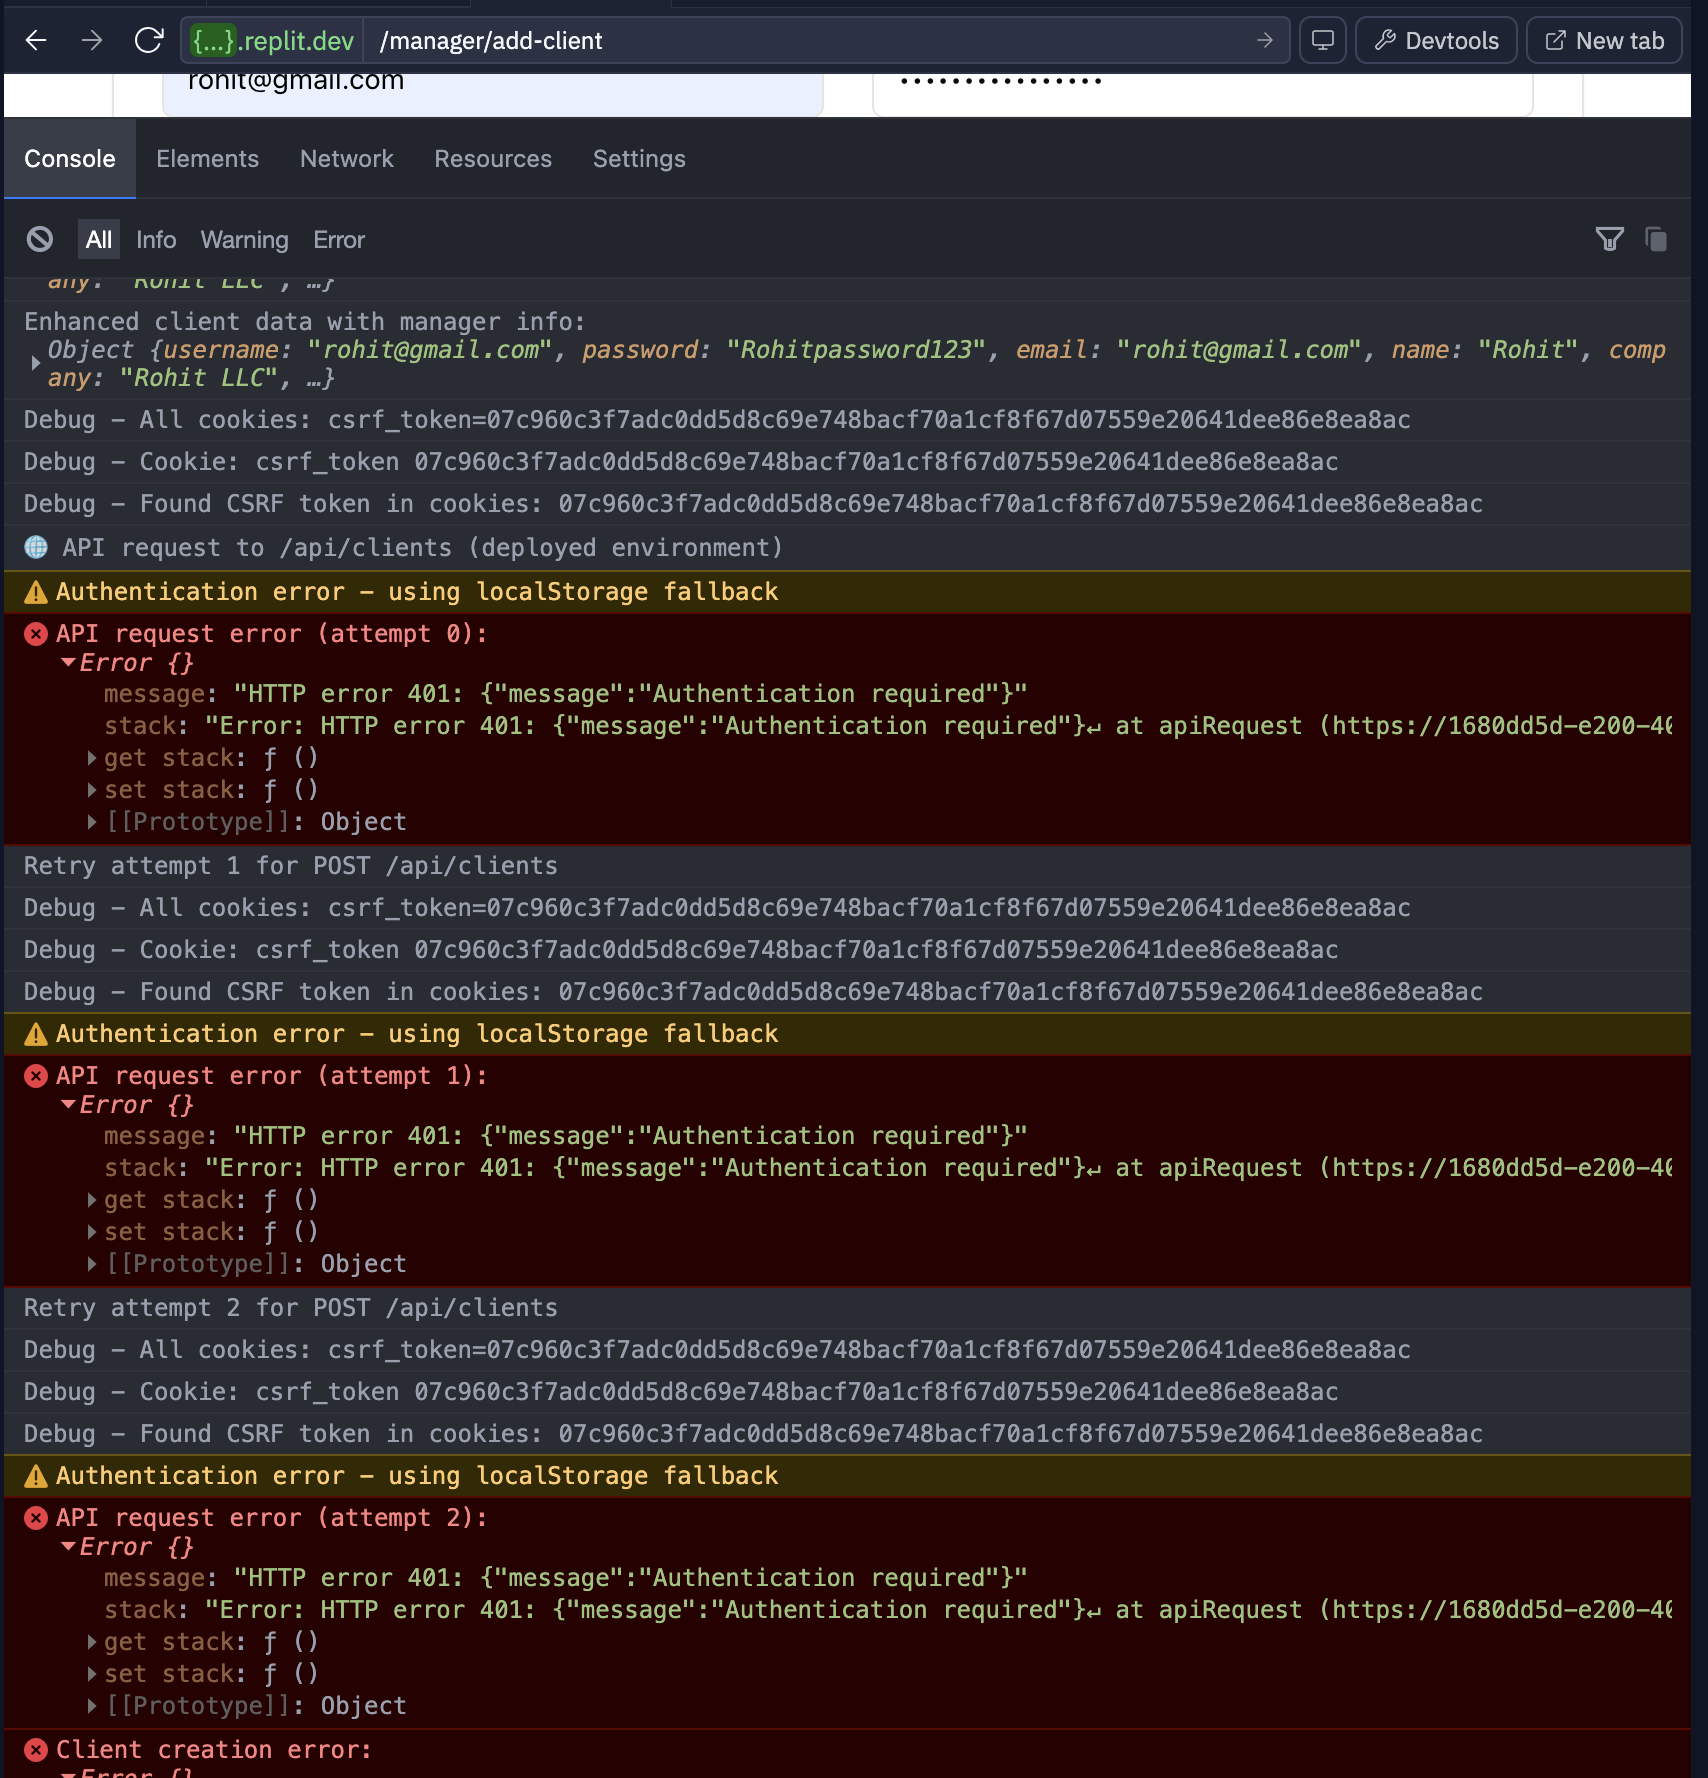 {...}.replit.dev /manager/add-client Devtools New tab
rohit@gmail.com ••••••••••••••••
Console Elements Network Resources Settings
All Info Warning Error
any: "Rohit LLC", …}
Enhanced client data with manager info:
Object {username: "rohit@gmail.com", password: "Rohitpassword123", email: "rohit@gmail.com", name: "Rohit", comp
any: "Rohit LLC", …}
Debug – All cookies: csrf_token=07c960c3f7adc0dd5d8c69e748bacf70a1cf8f67d07559e20641dee86e8ea8ac
Debug – Cookie: csrf_token 07c960c3f7adc0dd5d8c69e748bacf70a1cf8f67d07559e20641dee86e8ea8ac
Debug – Found CSRF token in cookies: 07c960c3f7adc0dd5d8c69e748bacf70a1cf8f67d07559e20641dee86e8ea8ac
🌐 API request to /api/clients (deployed environment)
Authentication error – using localStorage fallback
API request error (attempt 0):
Error {}
message: "HTTP error 401: {"message":"Authentication required"}"
stack: "Error: HTTP error 401: {"message":"Authentication required"}↵ at apiRequest (https://1680dd5d-e200-40
get stack: ƒ ()
set stack: ƒ ()
[[Prototype]]: Object
Retry attempt 1 for POST /api/clients
Debug – All cookies: csrf_token=07c960c3f7adc0dd5d8c69e748bacf70a1cf8f67d07559e20641dee86e8ea8ac
Debug – Cookie: csrf_token 07c960c3f7adc0dd5d8c69e748bacf70a1cf8f67d07559e20641dee86e8ea8ac
Debug – Found CSRF token in cookies: 07c960c3f7adc0dd5d8c69e748bacf70a1cf8f67d07559e20641dee86e8ea8ac
Authentication error – using localStorage fallback
API request error (attempt 1):
Error {}
message: "HTTP error 401: {"message":"Authentication required"}"
stack: "Error: HTTP error 401: {"message":"Authentication required"}↵ at apiRequest (https://1680dd5d-e200-40
get stack: ƒ ()
set stack: ƒ ()
[[Prototype]]: Object
Retry attempt 2 for POST /api/clients
Debug – All cookies: csrf_token=07c960c3f7adc0dd5d8c69e748bacf70a1cf8f67d07559e20641dee86e8ea8ac
Debug – Cookie: csrf_token 07c960c3f7adc0dd5d8c69e748bacf70a1cf8f67d07559e20641dee86e8ea8ac
Debug – Found CSRF token in cookies: 07c960c3f7adc0dd5d8c69e748bacf70a1cf8f67d07559e20641dee86e8ea8ac
Authentication error – using localStorage fallback
API request error (attempt 2):
Error {}
message: "HTTP error 401: {"message":"Authentication required"}"
stack: "Error: HTTP error 401: {"message":"Authentication required"}↵ at apiRequest (https://1680dd5d-e200-40
get stack: ƒ ()
set stack: ƒ ()
[[Prototype]]: Object
Client creation error:
Error {}